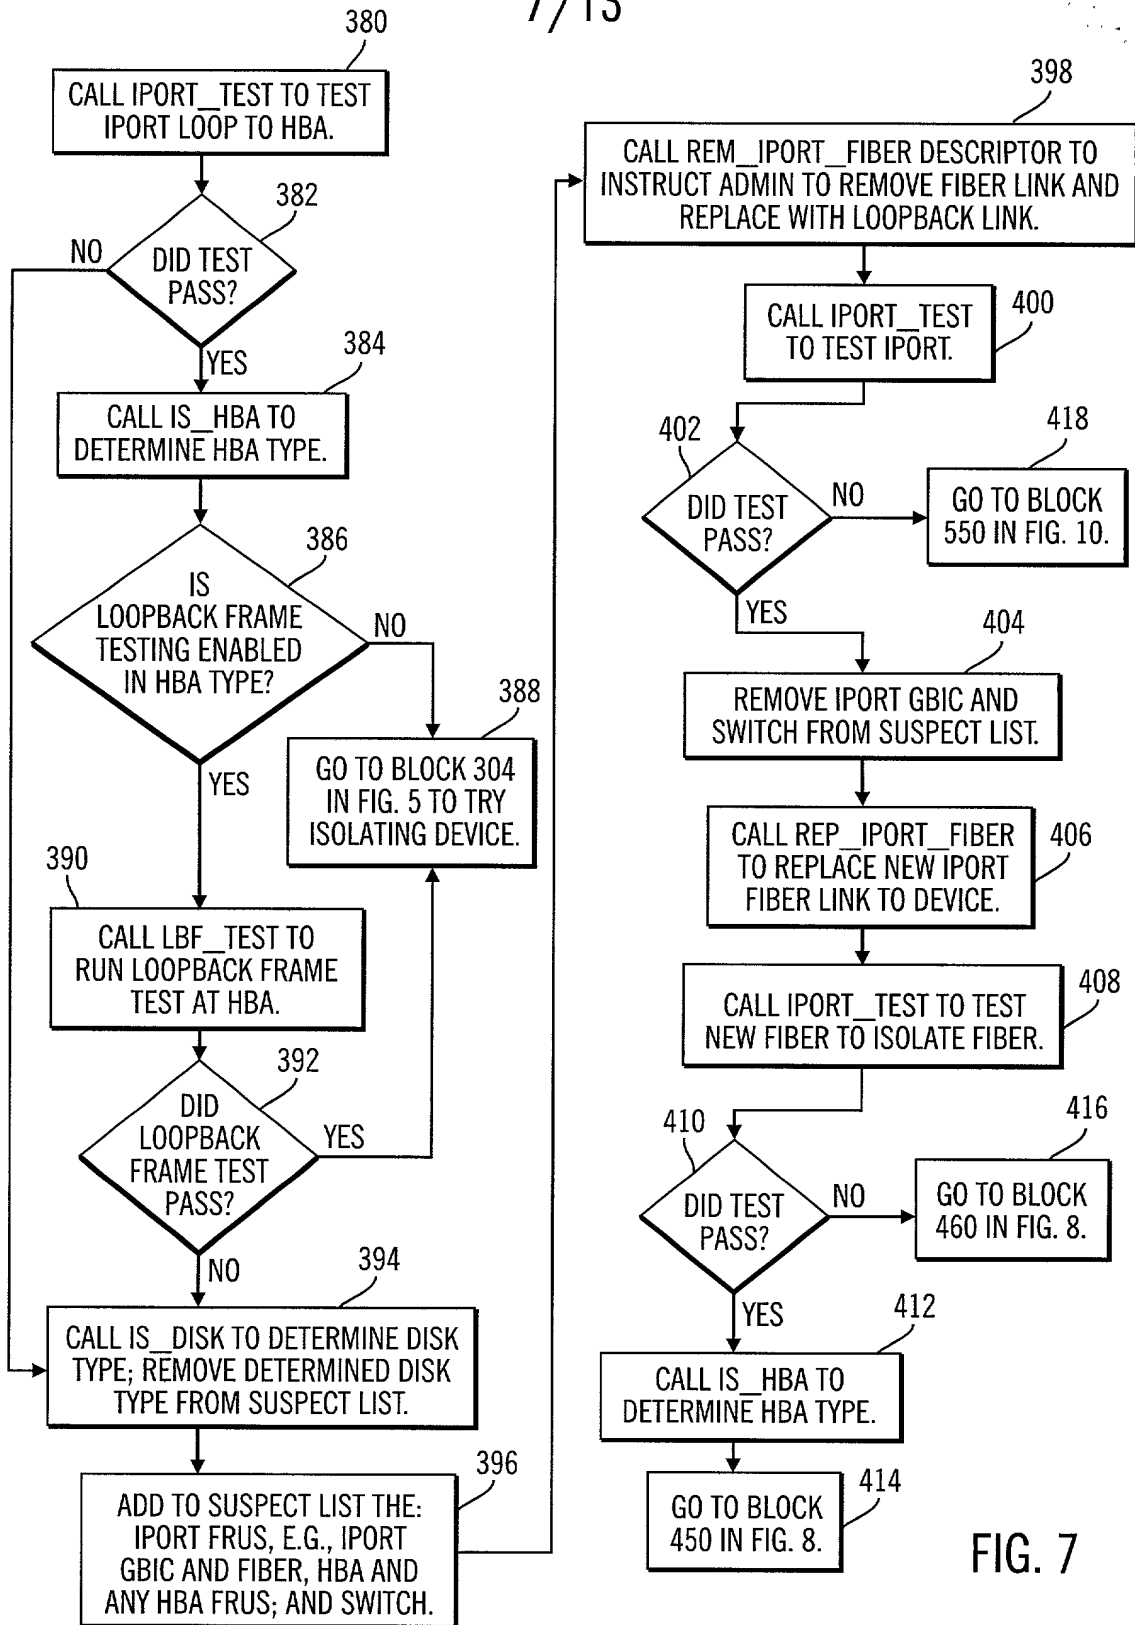 7/13
380
CALL IPORT_TEST TO TEST
IPORT LOOP TO HBA.
382
NO
DID TEST
PASS?
YES
384
CALL IS_HBA TO
DETERMINE HBA TYPE.
386
IS
LOOPBACK FRAME
TESTING ENABLED
IN HBA TYPE?
NO
YES
388
GO TO BLOCK 304
IN FIG. 5 TO TRY
ISOLATING DEVICE.
390
CALL LBF_TEST TO
RUN LOOPBACK FRAME
TEST AT HBA.
392
DID
LOOPBACK
FRAME TEST
PASS?
YES
NO
394
CALL IS_DISK TO DETERMINE DISK
TYPE; REMOVE DETERMINED DISK
TYPE FROM SUSPECT LIST.
396
ADD TO SUSPECT LIST THE:
IPORT FRUS, E.G., IPORT
GBIC AND FIBER, HBA AND
ANY HBA FRUS; AND SWITCH.
398
CALL REM_IPORT_FIBER DESCRIPTOR TO
INSTRUCT ADMIN TO REMOVE FIBER LINK AND
REPLACE WITH LOOPBACK LINK.
400
CALL IPORT_TEST
TO TEST IPORT.
402
DID TEST
PASS?
NO
YES
418
GO TO BLOCK
550 IN FIG. 10.
404
REMOVE IPORT GBIC AND
SWITCH FROM SUSPECT LIST.
CALL REP_IPORT_FIBER
TO REPLACE NEW IPORT
FIBER LINK TO DEVICE.
406
CALL IPORT_TEST TO TEST
NEW FIBER TO ISOLATE FIBER.
408
410
DID TEST
PASS?
NO
YES
416
GO TO BLOCK
460 IN FIG. 8.
412
CALL IS_HBA TO
DETERMINE HBA TYPE.
GO TO BLOCK
450 IN FIG. 8.
414
FIG. 7